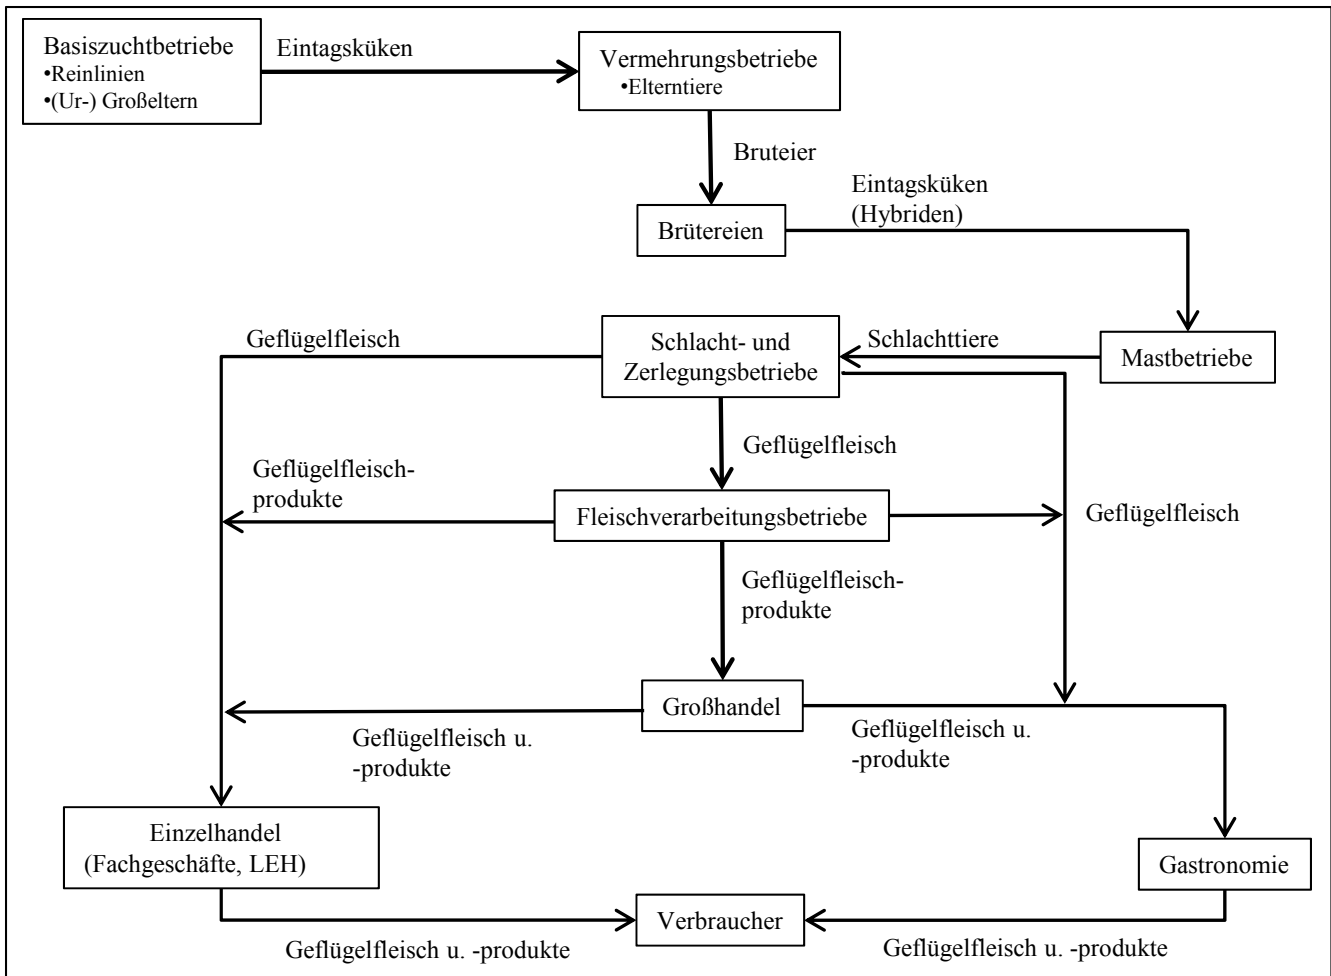 Basiszuchtbetriebe
•Reinlinien
•(Ur-) Großeltern
Eintagsküken
Vermehrungsbetriebe
•Elterntiere
Bruteier
Eintagsküken
(Hybriden)
Brütereien
Geflügelfleisch
Schlacht- und
Zerlegungsbetriebe
Schlachttiere
Mastbetriebe
Geflügelfleisch
Geflügelfleisch-
produkte
Fleischverarbeitungsbetriebe
Geflügelfleisch
Geflügelfleisch-
produkte
Großhandel
Geflügelfleisch u.
-produkte
Geflügelfleisch u.
-produkte
Einzelhandel
(Fachgeschäfte, LEH)
Gastronomie
Verbraucher
Geflügelfleisch u. -produkte
Geflügelfleisch u. -produkte